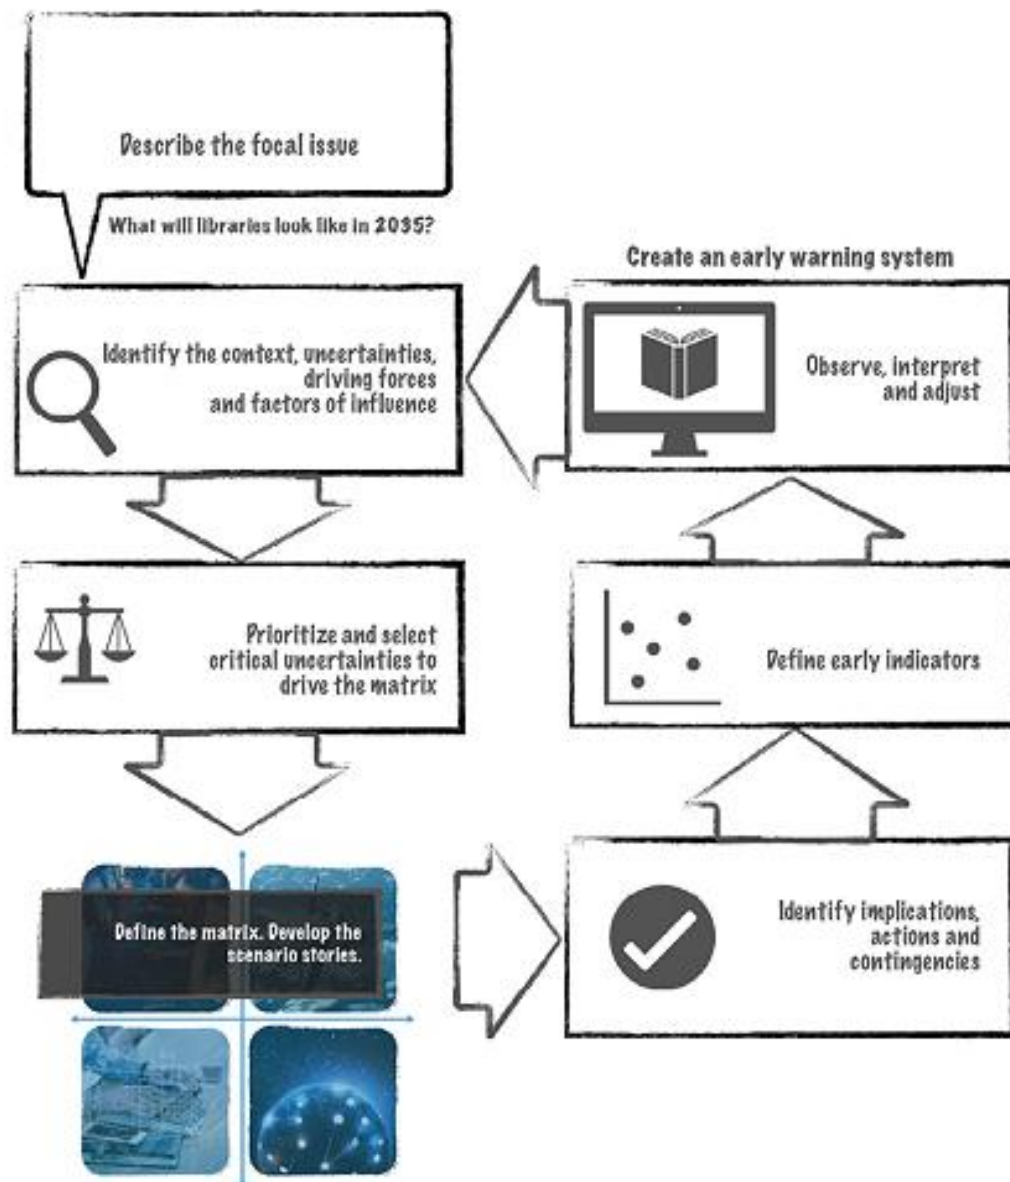 Describe the focal issue
What will libraries look like in 2035?
Identify the context, uncertainties,
driving forces
and factors of influence
Prioritize and select
critical uncertainties to
drive the matrix
Define the matrix. Develop the
scenario stories.
Identify implications,
actions and
contingencies
Define early indicators
Create an early warning system
Observe, interpret
and adjust